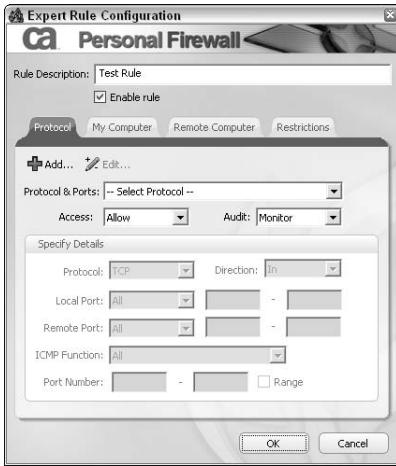 Expert Rule Configuration
ca Personal Firewall
Rule Description: Test Rule
Enable rule
Protocol My Computer Remote Computer Restrictions
Add... Edit...
Protocol & Ports: -- Select Protocol --
Access: Allow Audit: Monitor
Specify Details
Protocol: TCP Direction: In
Local Port: All -
Remote Port: All -
ICMP Function: All
Port Number: - Range
OK Cancel